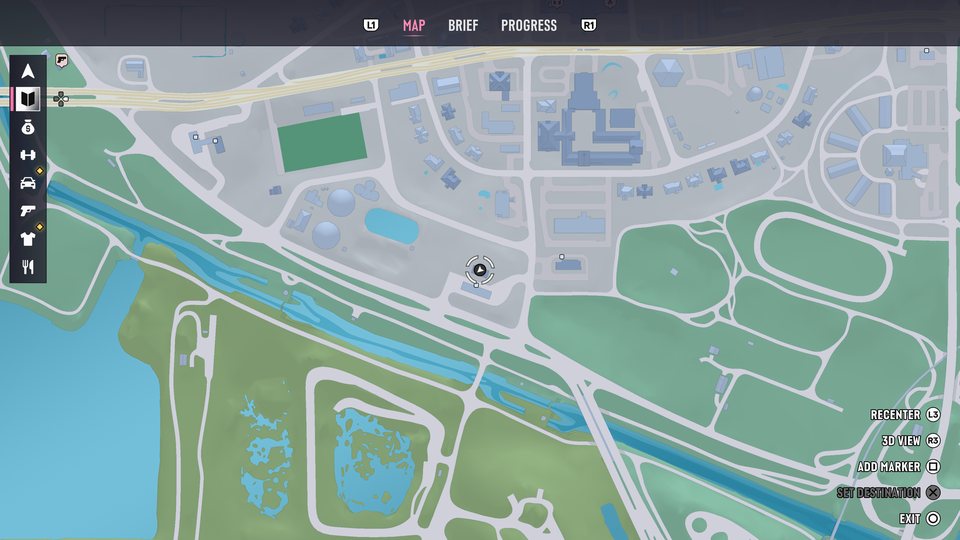 L1 MAP BRIEF PROGRESS R1
RECENTER L3
3D VIEW R3
ADD MARKER
SET DESTINATION
EXIT